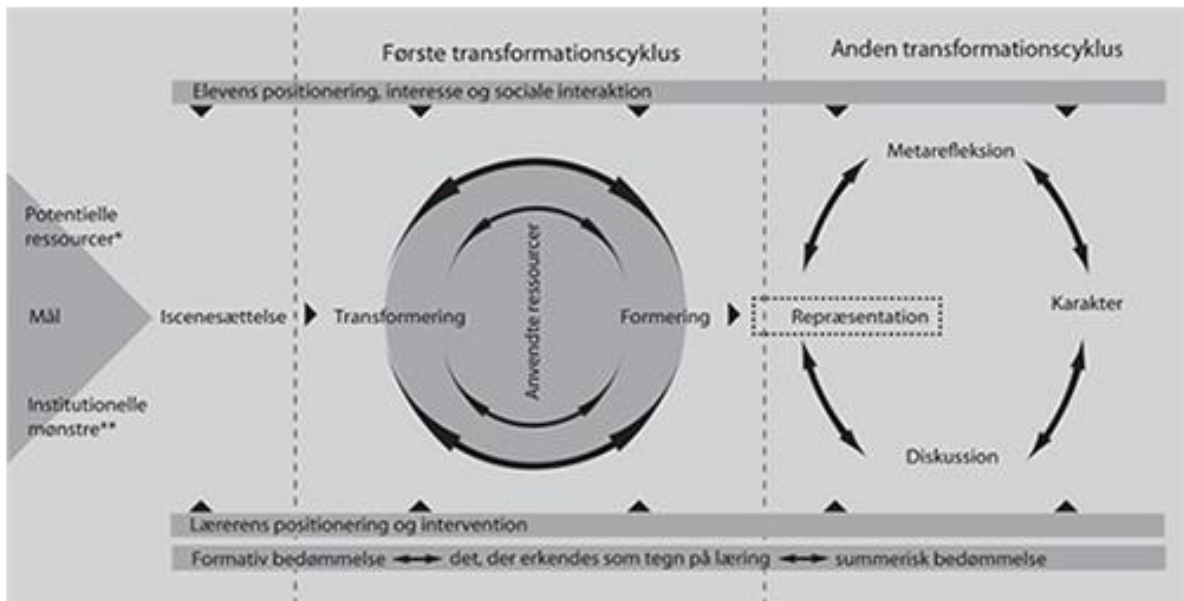 Første transformationscyklus
Anden transformationscyklus
Elevens positionering, interesse og sociale interaktion
Metarefleksion
Potentielle
ressourcer*
Mål
Iscenesættelse
Transformering
Anvendte ressourcer
Formering
Repræsentation
Karakter
Institutionelle
mønstre**
Diskussion
Lærerens positionering og intervention
Formativ bedømmelse det, der erkendes som tegn på læring summerisk bedømmelse